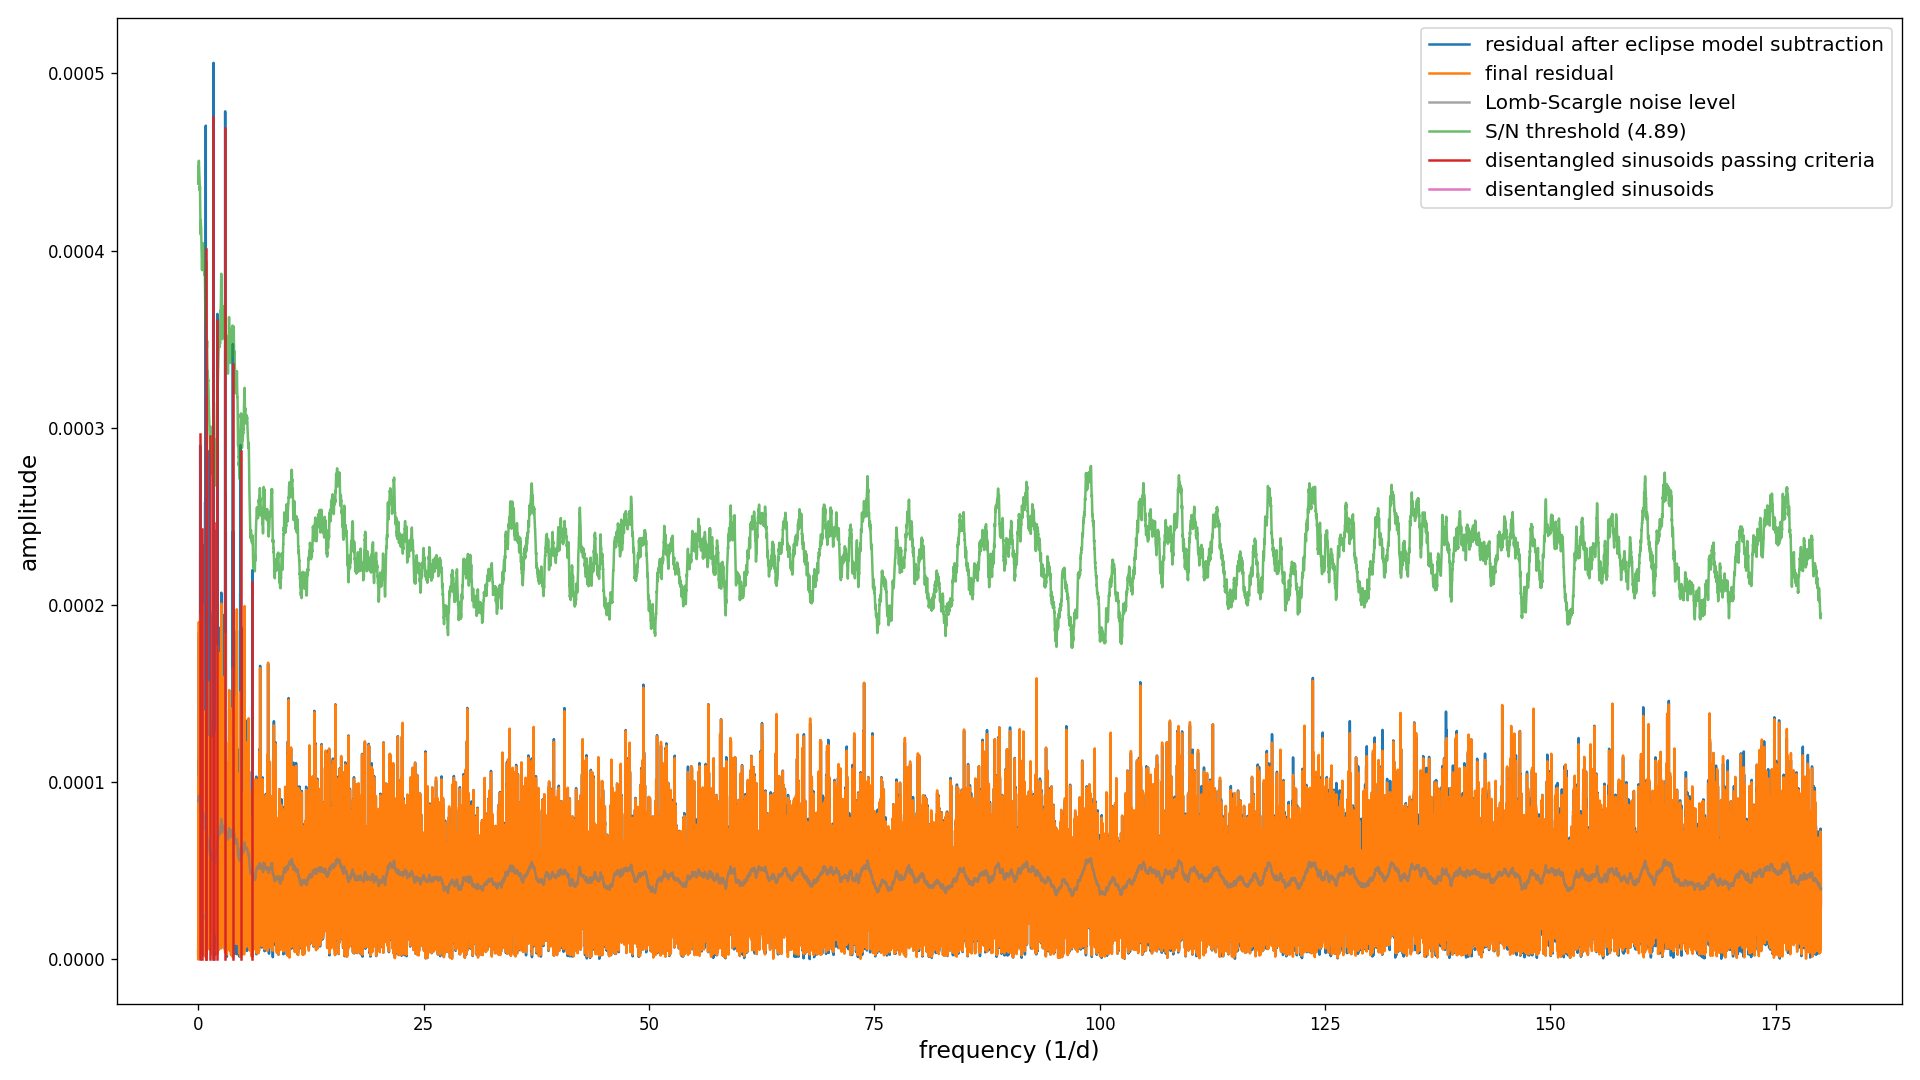 residual after eclipse model subtraction
final residual
Lomb-Scargle noise level
S/N threshold (4.89)
disentangled sinusoids passing criteria
disentangled sinusoids
amplitude
0.0005
0.0004
0.0003
0.0002
0.0001
0.0000
0 25 50 75 100 125 150 175
frequency (1/d)